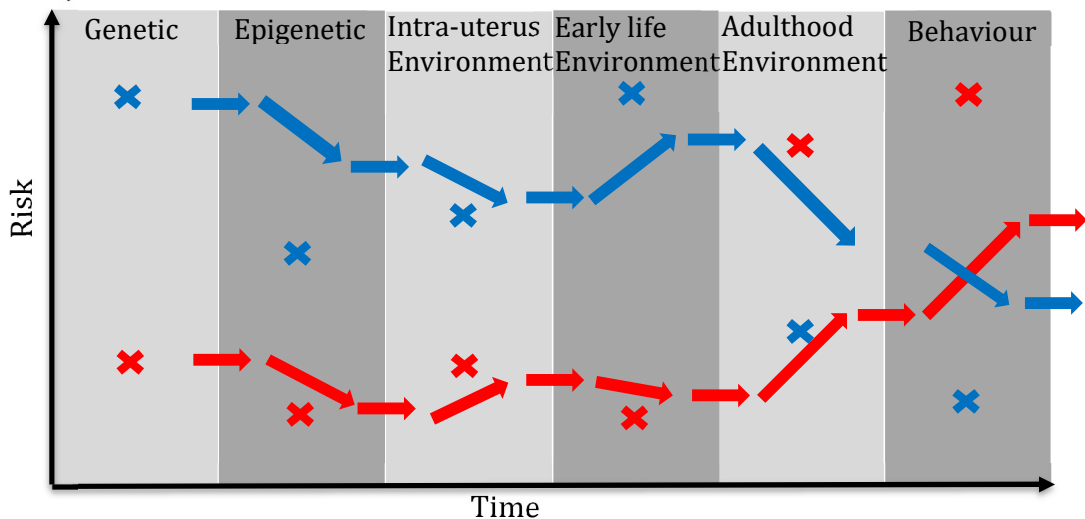 Genetic
Epigenetic
Intra-uterus
Environment
Early life
Environment
Adulthood
Environment
Behaviour
Risk
Time